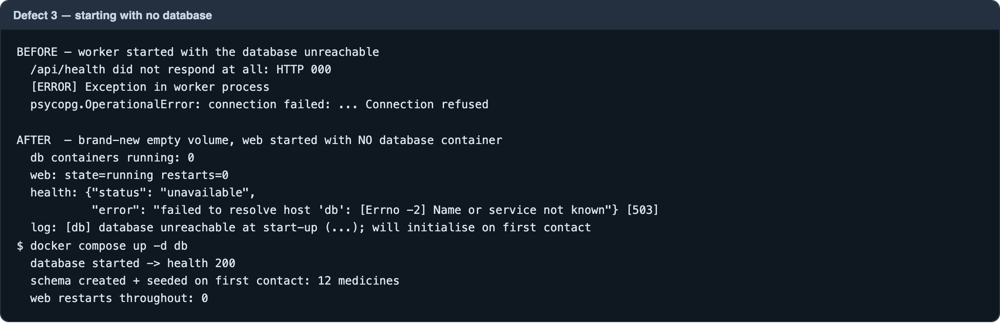 Defect 3 — starting with no database
BEFORE — worker started with the database unreachable
/api/health did not respond at all: HTTP 000
[ERROR] Exception in worker process
psycopg.OperationalError: connection failed: ... Connection refused
AFTER  — brand-new empty volume, web started with NO database container
db containers running: 0
web: state=running restarts=0
health: {"status": "unavailable",
"error": "failed to resolve host 'db': [Errno -2] Name or service not known"} [503]
log: [db] database unreachable at start-up (...); will initialise on first contact
$ docker compose up -d db
database started -> health 200
schema created + seeded on first contact: 12 medicines
web restarts throughout: 0